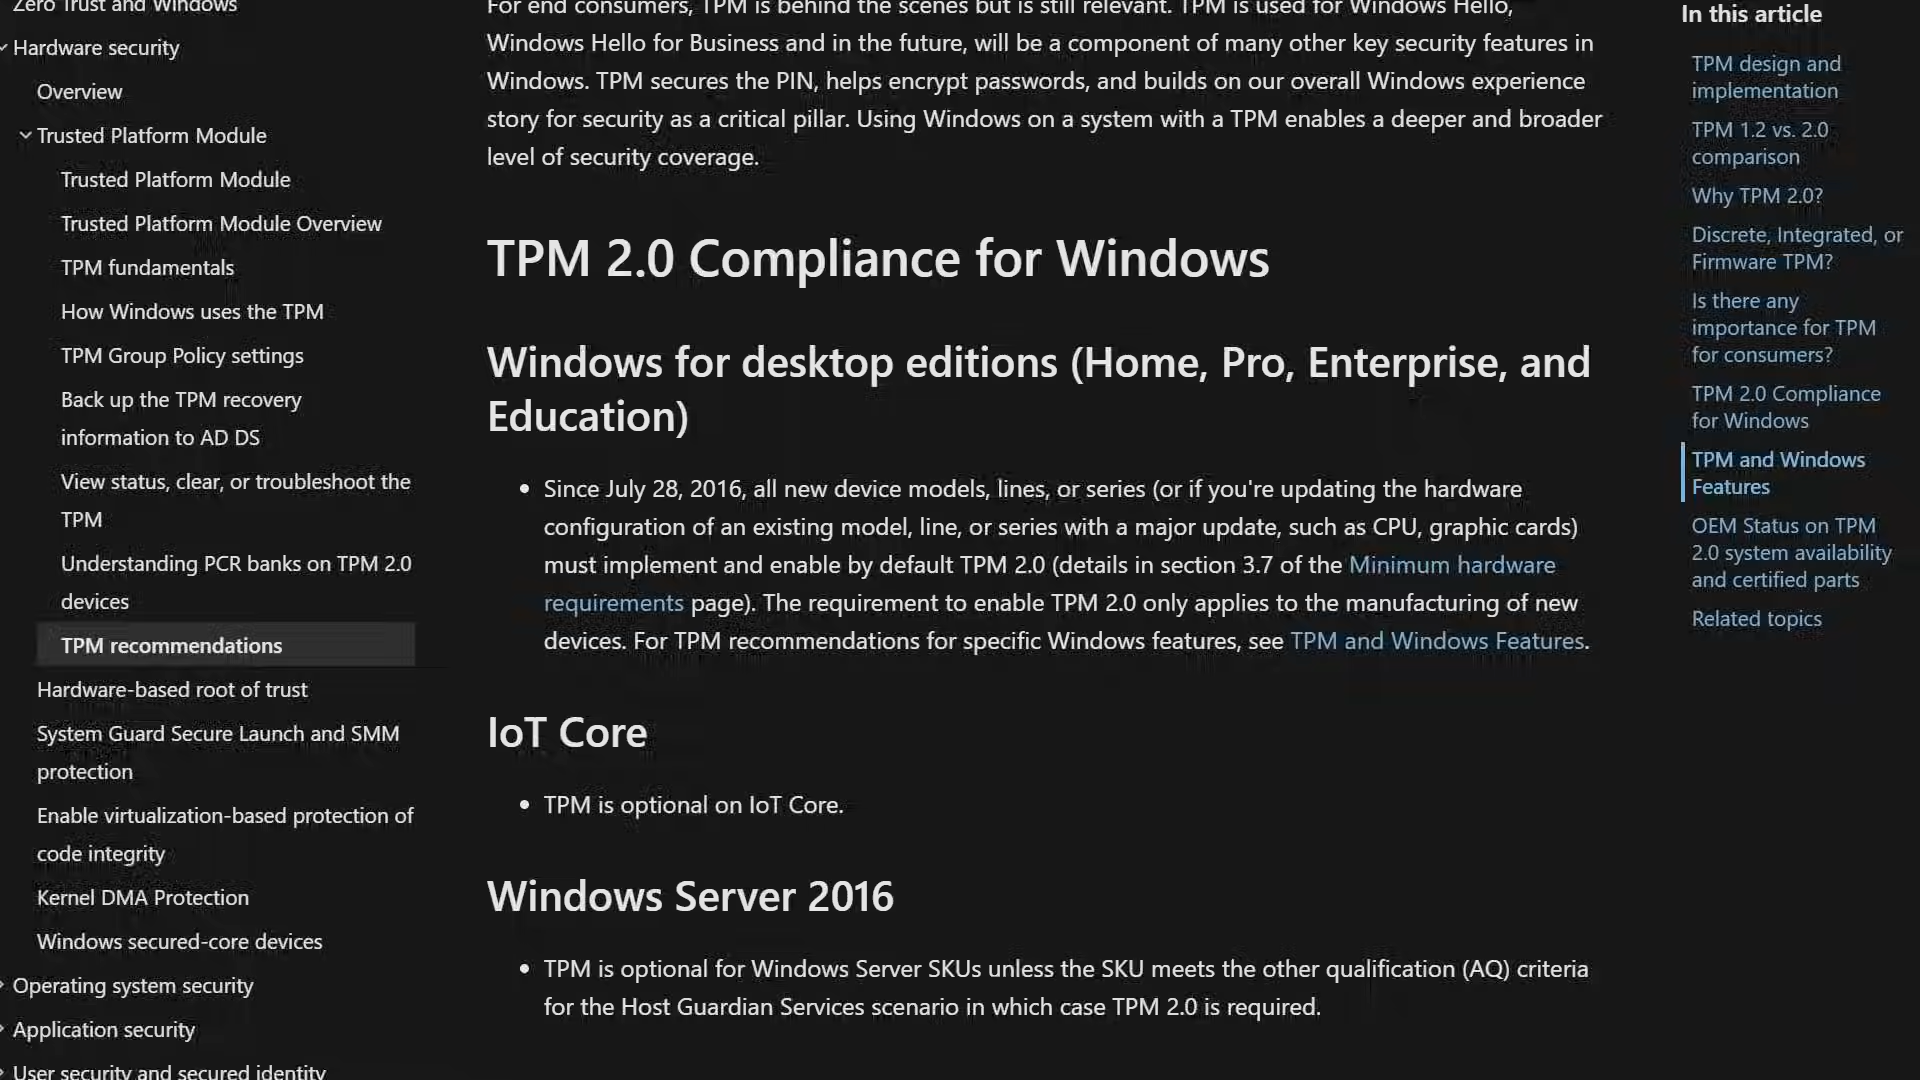 Zero Trust and Windows
Hardware security
Overview
Trusted Platform Module
Trusted Platform Module
Trusted Platform Module Overview
TPM fundamentals
How Windows uses the TPM
TPM Group Policy settings
Back up the TPM recovery
information to AD DS
View status, clear, or troubleshoot the
TPM
Understanding PCR banks on TPM 2.0
devices
TPM recommendations
Hardware-based root of trust
System Guard Secure Launch and SMM
protection
Enable virtualization-based protection of
code integrity
Kernel DMA Protection
Windows secured-core devices
Operating system security
Application security
User security and secured identity
For end consumers, TPM is behind the scenes but is still relevant. TPM is used for Windows Hello,
Windows Hello for Business and in the future, will be a component of many other key security features in
Windows. TPM secures the PIN, helps encrypt passwords, and builds on our overall Windows experience
story for security as a critical pillar. Using Windows on a system with a TPM enables a deeper and broader
level of security coverage.
TPM 2.0 Compliance for Windows
Windows for desktop editions (Home, Pro, Enterprise, and
Education)
• Since July 28, 2016, all new device models, lines, or series (or if you're updating the hardware
configuration of an existing model, line, or series with a major update, such as CPU, graphic cards)
must implement and enable by default TPM 2.0 (details in section 3.7 of the Minimum hardware
requirements page). The requirement to enable TPM 2.0 only applies to the manufacturing of new
devices. For TPM recommendations for specific Windows features, see TPM and Windows Features.
IoT Core
• TPM is optional on IoT Core.
Windows Server 2016
• TPM is optional for Windows Server SKUs unless the SKU meets the other qualification (AQ) criteria
for the Host Guardian Services scenario in which case TPM 2.0 is required.
In this article
TPM design and
implementation
TPM 1.2 vs. 2.0
comparison
Why TPM 2.0?
Discrete, Integrated, or
Firmware TPM?
Is there any
importance for TPM
for consumers?
TPM 2.0 Compliance
for Windows
TPM and Windows
Features
OEM Status on TPM
2.0 system availability
and certified parts
Related topics